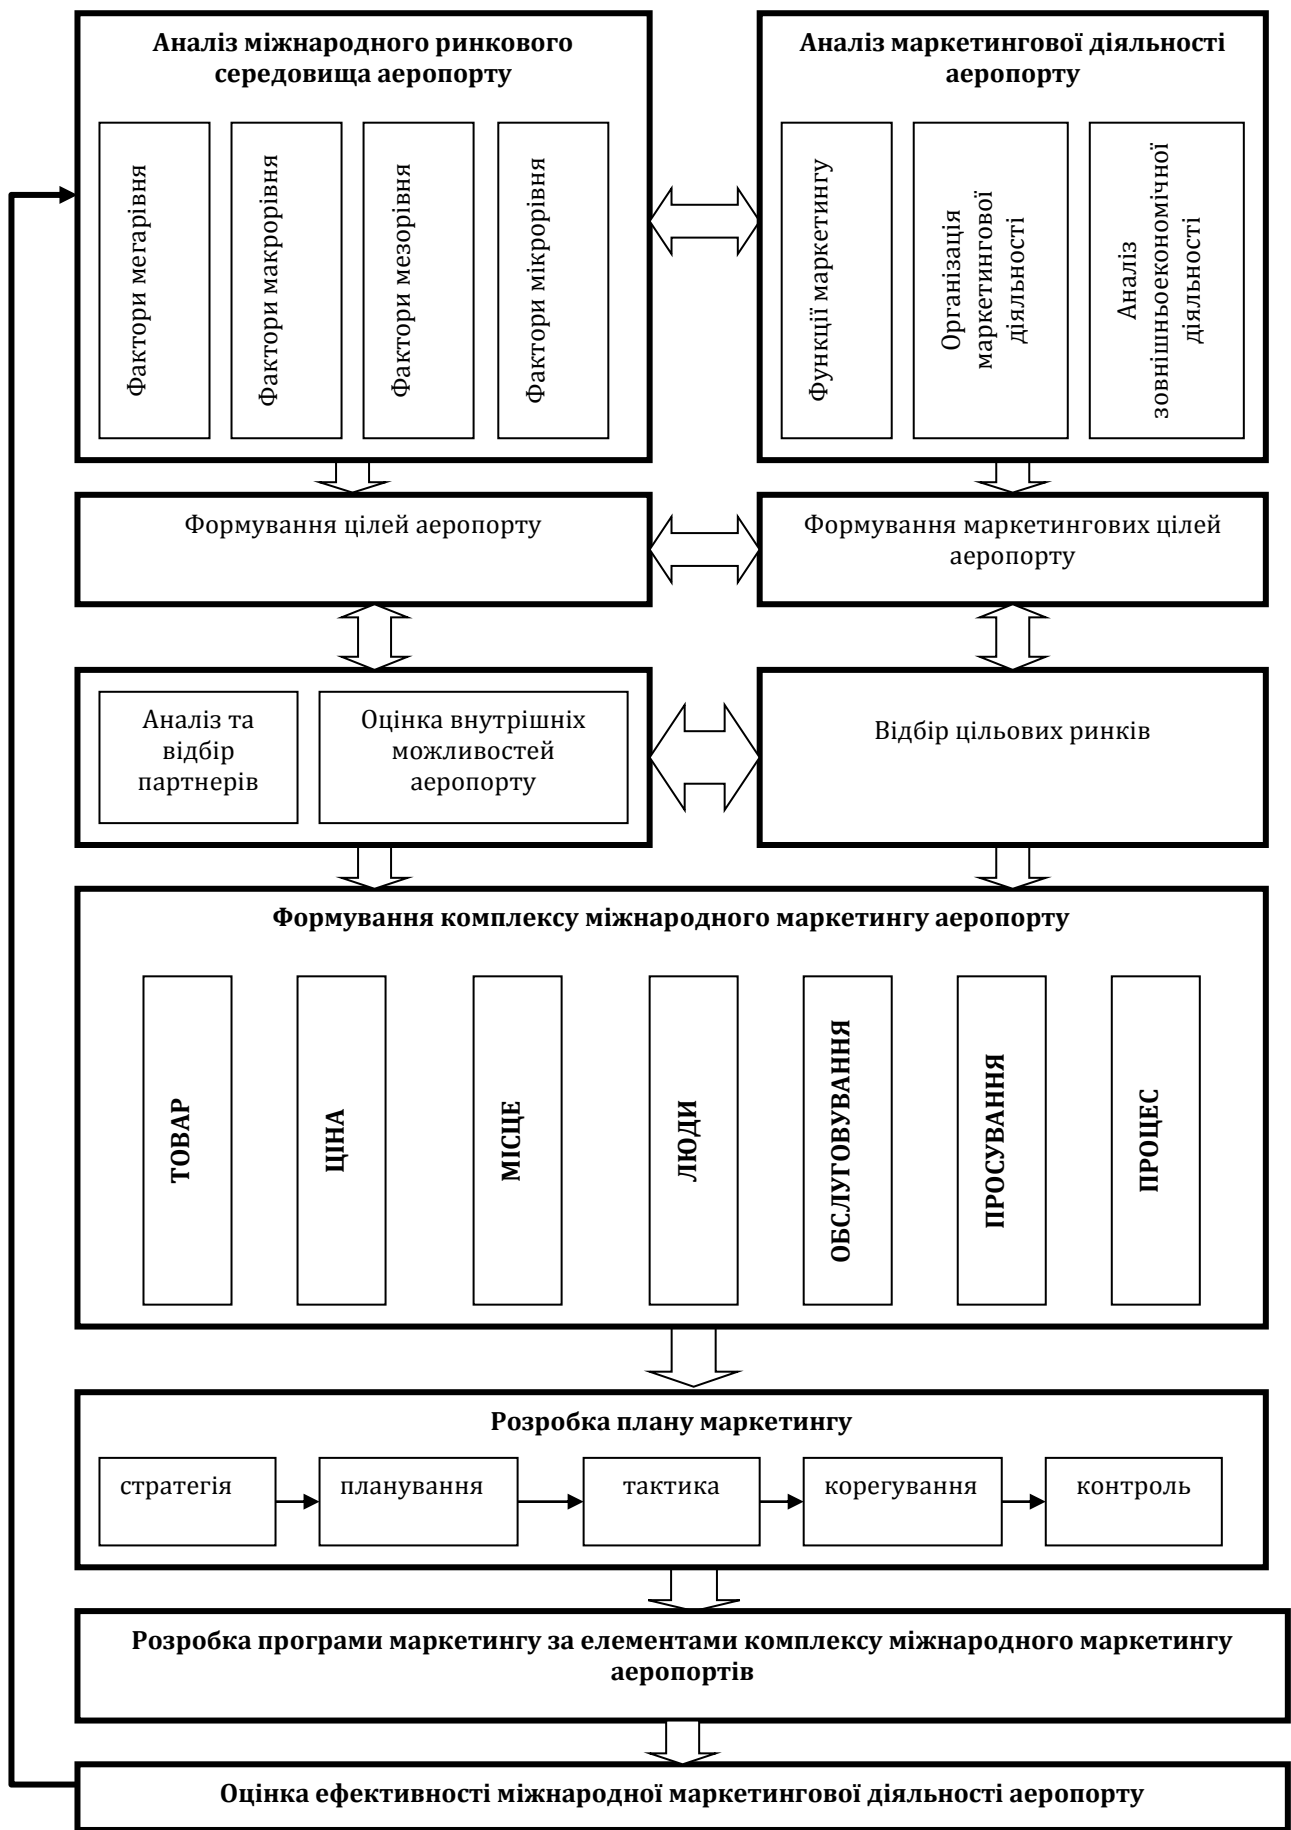 Аналіз міжнародного ринкового
середовища аеропорту
Фактори мегарівня
Фактори макрорівня
Фактори мезорівня
Фактори мікрорівня
Аналіз маркетингової діяльності
аеропорту
Функції маркетингу
Організація
маркетингової
діяльності
Аналіз
зовнішньоекономічної
діяльності
Формування цілей аеропорту
Формування маркетингових цілей
аеропорту
Аналіз та
відбір
партнерів
Оцінка внутрішніх
можливостей
аеропорту
Відбір цільових ринків
Формування комплексу міжнародного маркетингу аеропорту
ТОВАР
ЦІНА
МІСЦЕ
ЛЮДИ
ОБСЛУГОВУВАННЯ
ПРОСУВАННЯ
ПРОЦЕС
Розробка плану маркетингу
стратегія
планування
тактика
корегування
контроль
Розробка програми маркетингу за елементами комплексу міжнародного маркетингу
аеропортів
Оцінка ефективності міжнародної маркетингової діяльності аеропорту